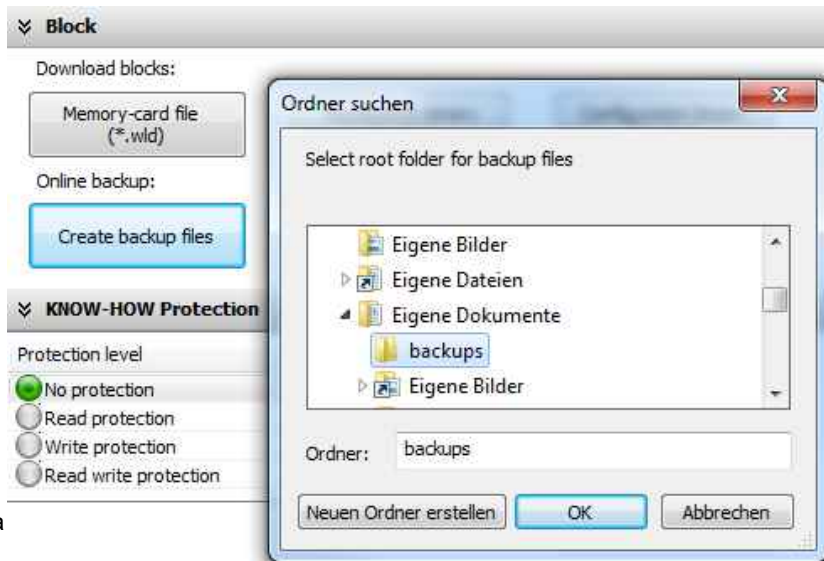 Block
Download blocks:
Memory-card file
(*.wld)
Online backup:
Create backup files
KNOW-HOW Protection
Protection level
No protection
Read protection
Write protection
Read write protection
Ordner suchen
Select root folder for backup files
Eigene Bilder
Eigene Dateien
Eigene Dokumente
backups
Eigene Bilder
Ordner: backups
Neuen Ordner erstellen OK Abbrechen